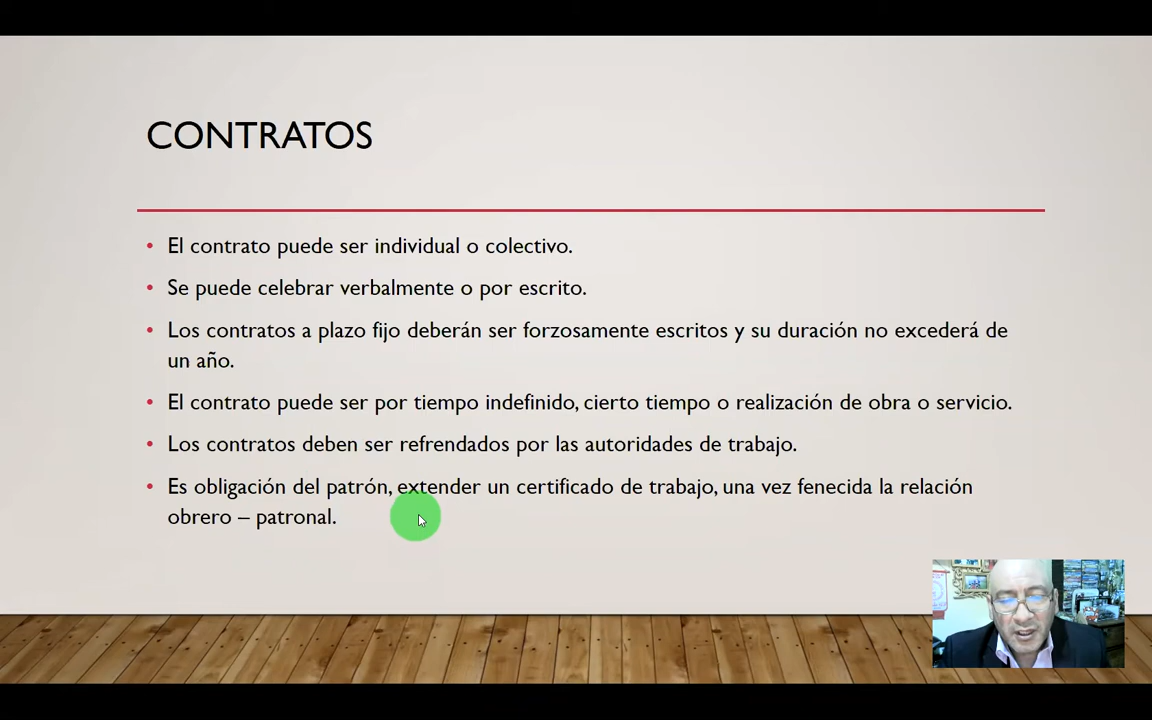 CONTRATOS
• El contrato puede ser individual o colectivo.
• Se puede celebrar verbalmente o por escrito.
• Los contratos a plazo fijo deberán ser forzosamente escritos y su duración no excederá de
un año.
• El contrato puede ser por tiempo indefinido, cierto tiempo o realización de obra o servicio.
• Los contratos deben ser refrendados por las autoridades de trabajo.
• Es obligación del patrón, extender un certificado de trabajo, una vez fenecida la relación
obrero – patronal.